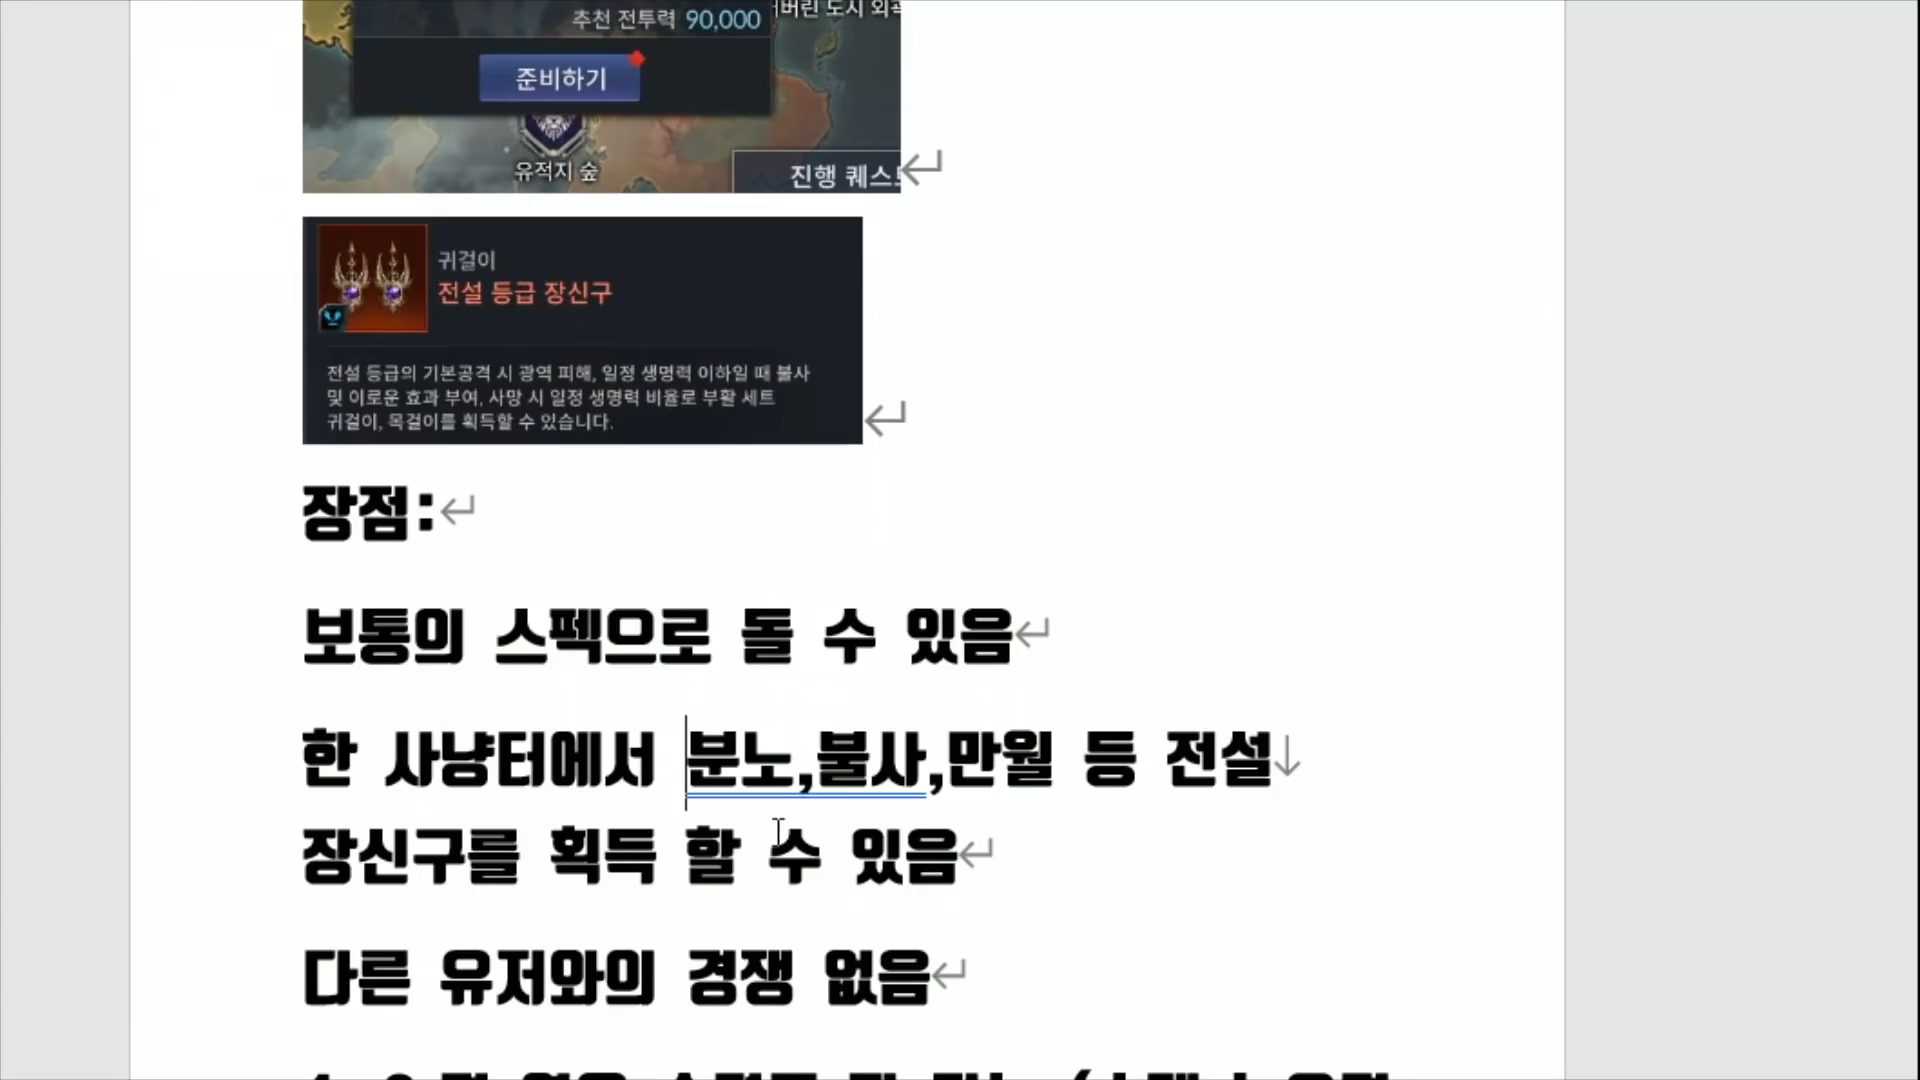 추천 전투력 90,000
버린 도시 외곽
준비하기
유적지 숲
진행 퀘스트
귀걸이
전설 등급 장신구
전설 등급의 기본공격 시 광역 피해, 일정 생명력 이하일 때 불사
및 이로운 효과 부여, 사망 시 일정 생명력 비율로 부활 세트
귀걸이, 목걸이를 획득할 수 있습니다.
장점:
보통의 스펙으로 돌 수 있음
한 사냥터에서 분노,불사,만월 등 전설
장신구를 획득 할 수 있음
다른 유저와의 경쟁 없음